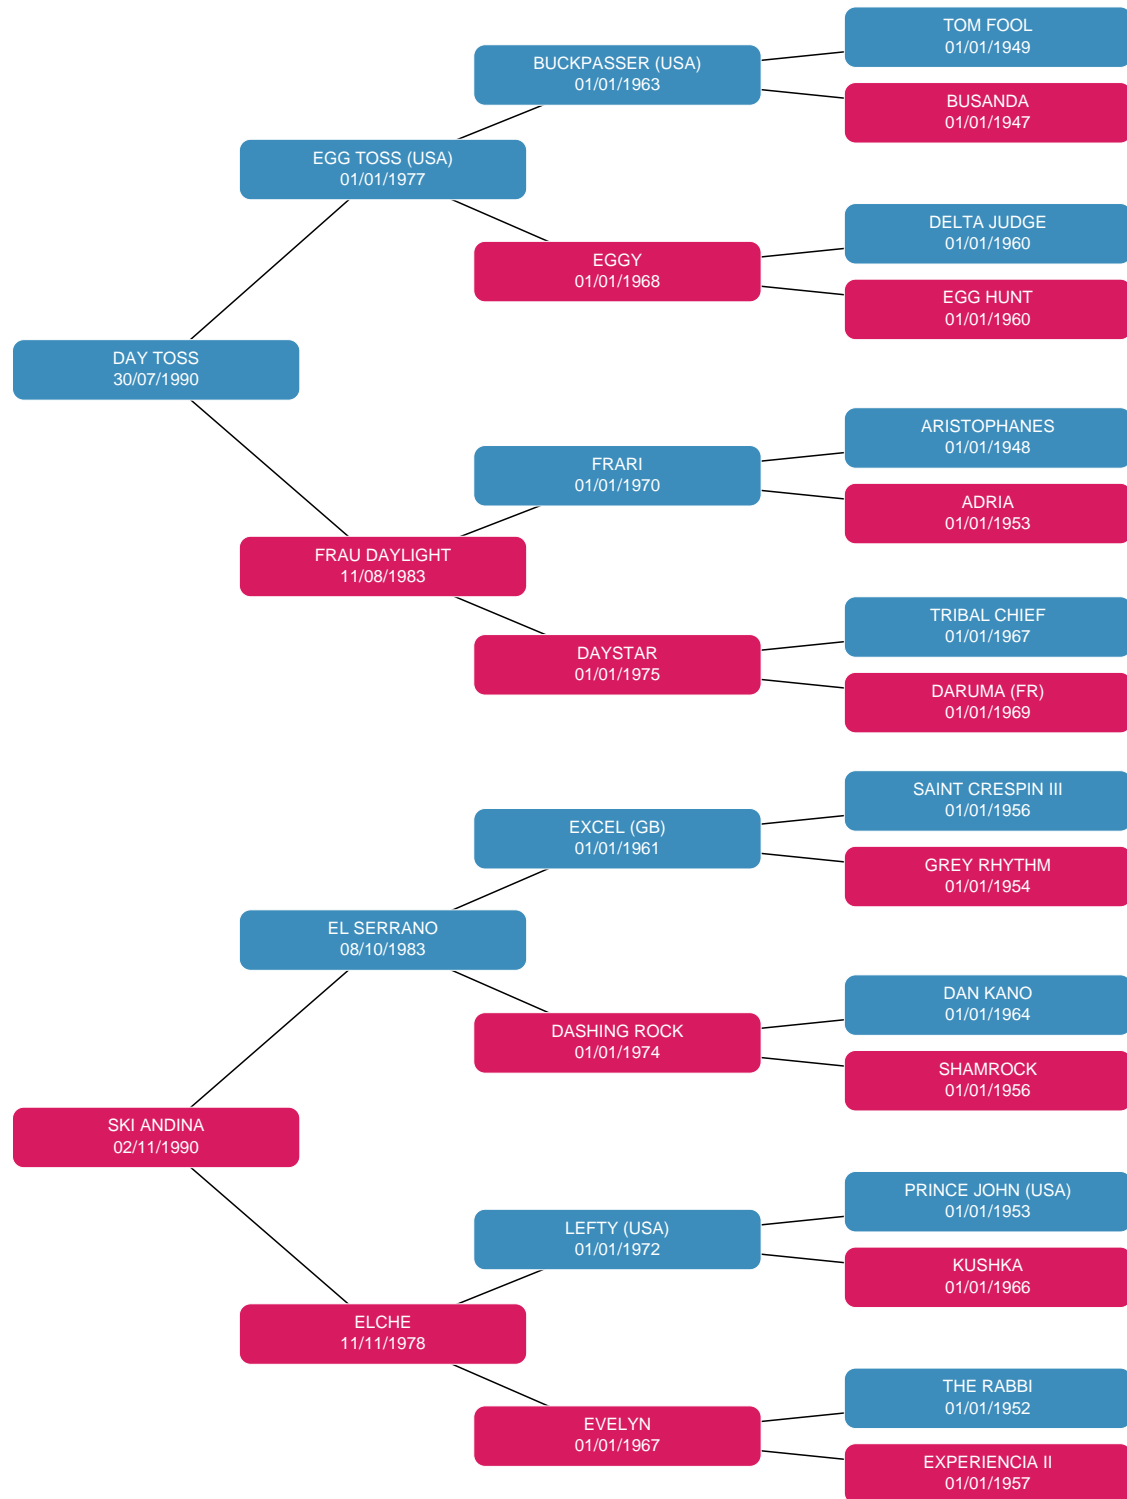 TOM FOOL
01/01/1949
BUCKPASSER (USA)
01/01/1963
BUSANDA
01/01/1947
EGG TOSS (USA)
01/01/1977
DELTA JUDGE
01/01/1960
EGGY
01/01/1968
EGG HUNT
01/01/1960
DAY TOSS
30/07/1990
ARISTOPHANES
01/01/1948
FRARI
01/01/1970
ADRIA
01/01/1953
FRAU DAYLIGHT
11/08/1983
TRIBAL CHIEF
01/01/1967
DAYSTAR
01/01/1975
DARUMA (FR)
01/01/1969
SAINT CRESPIN III
01/01/1956
EXCEL (GB)
01/01/1961
GREY RHYTHM
01/01/1954
EL SERRANO
08/10/1983
DAN KANO
01/01/1964
DASHING ROCK
01/01/1974
SHAMROCK
01/01/1956
SKI ANDINA
02/11/1990
PRINCE JOHN (USA)
01/01/1953
LEFTY (USA)
01/01/1972
KUSHKA
01/01/1966
ELCHE
11/11/1978
THE RABBI
01/01/1952
EVELYN
01/01/1967
EXPERIENCIA II
01/01/1957